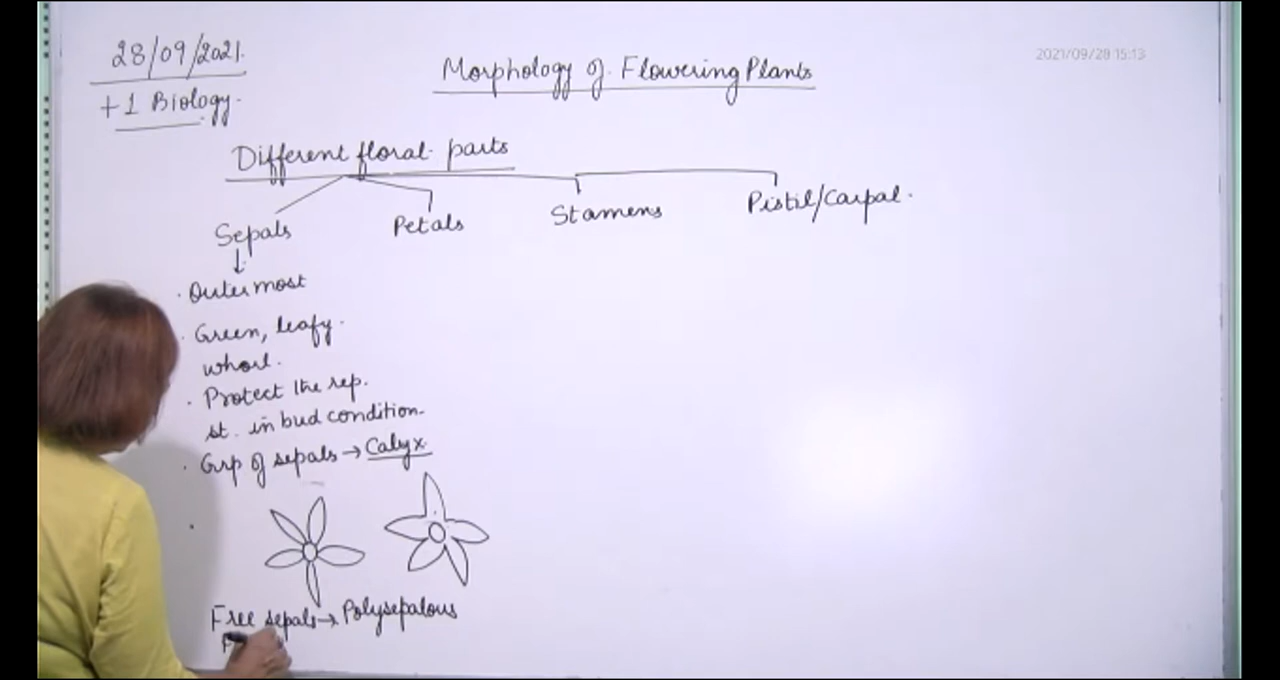 28/09/2021.
+1 Biology.
2021/09/28 15:13
Morphology of Flowering Plants
Different floral parts
Sepals Petals Stamens Pistil/Carpal.
. Outermost
. Green, leafy.
whorl.
. Protect the rep.
st. in bud condition.
. Grp of sepals → Calyx
Free sepals → Polysepalous
F